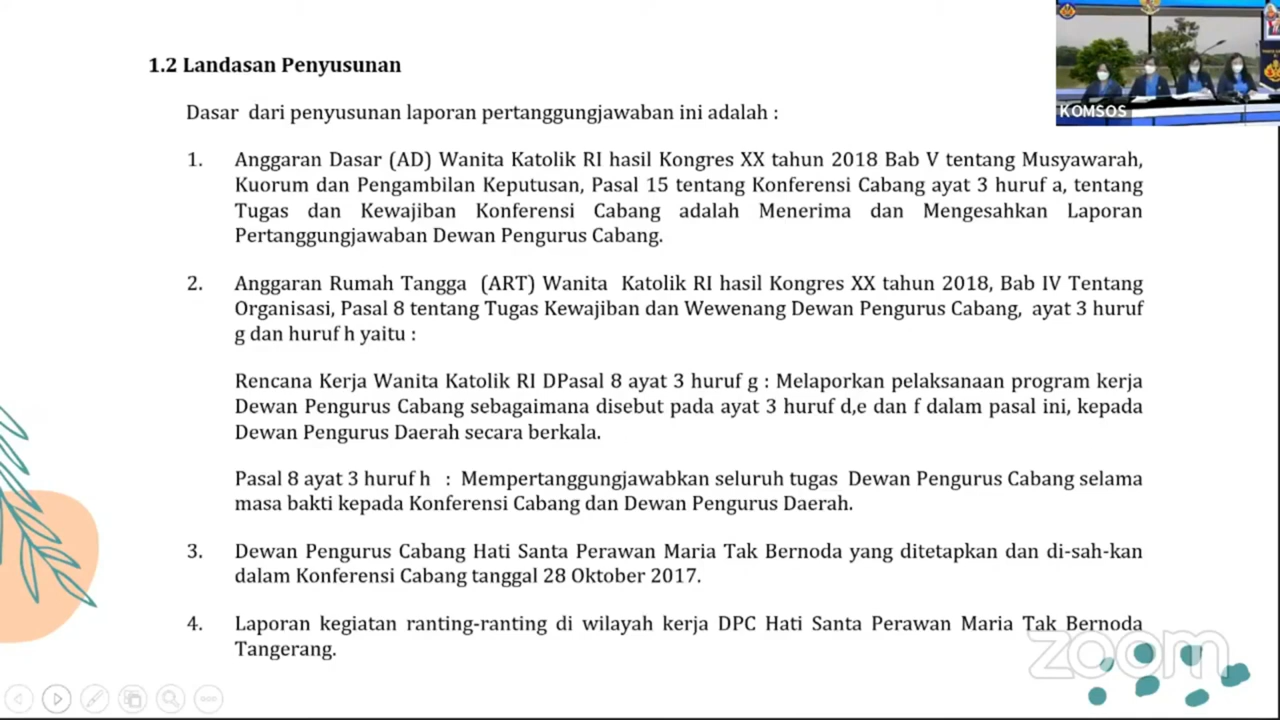 1.2 Landasan Penyusunan
Dasar dari penyusunan laporan pertanggungjawaban ini adalah :
1. Anggaran Dasar (AD) Wanita Katolik RI hasil Kongres XX tahun 2018 Bab V tentang Musyawarah,
Kuorum dan Pengambilan Keputusan, Pasal 15 tentang Konferensi Cabang ayat 3 huruf a, tentang
Tugas dan Kewajiban Konferensi Cabang adalah Menerima dan Mengesahkan Laporan
Pertanggungjawaban Dewan Pengurus Cabang.
2. Anggaran Rumah Tangga (ART) Wanita Katolik RI hasil Kongres XX tahun 2018, Bab IV Tentang
Organisasi, Pasal 8 tentang Tugas Kewajiban dan Wewenang Dewan Pengurus Cabang, ayat 3 huruf
g dan huruf h yaitu :
Rencana Kerja Wanita Katolik RI DPasal 8 ayat 3 huruf g : Melaporkan pelaksanaan program kerja
Dewan Pengurus Cabang sebagaimana disebut pada ayat 3 huruf d,e dan f dalam pasal ini, kepada
Dewan Pengurus Daerah secara berkala.
Pasal 8 ayat 3 huruf h : Mempertanggungjawabkan seluruh tugas Dewan Pengurus Cabang selama
masa bakti kepada Konferensi Cabang dan Dewan Pengurus Daerah.
3. Dewan Pengurus Cabang Hati Santa Perawan Maria Tak Bernoda yang ditetapkan dan di-sah-kan
dalam Konferensi Cabang tanggal 28 Oktober 2017.
4. Laporan kegiatan ranting-ranting di wilayah kerja DPC Hati Santa Perawan Maria Tak Bernoda
Tangerang.
KOMSOS
zoom